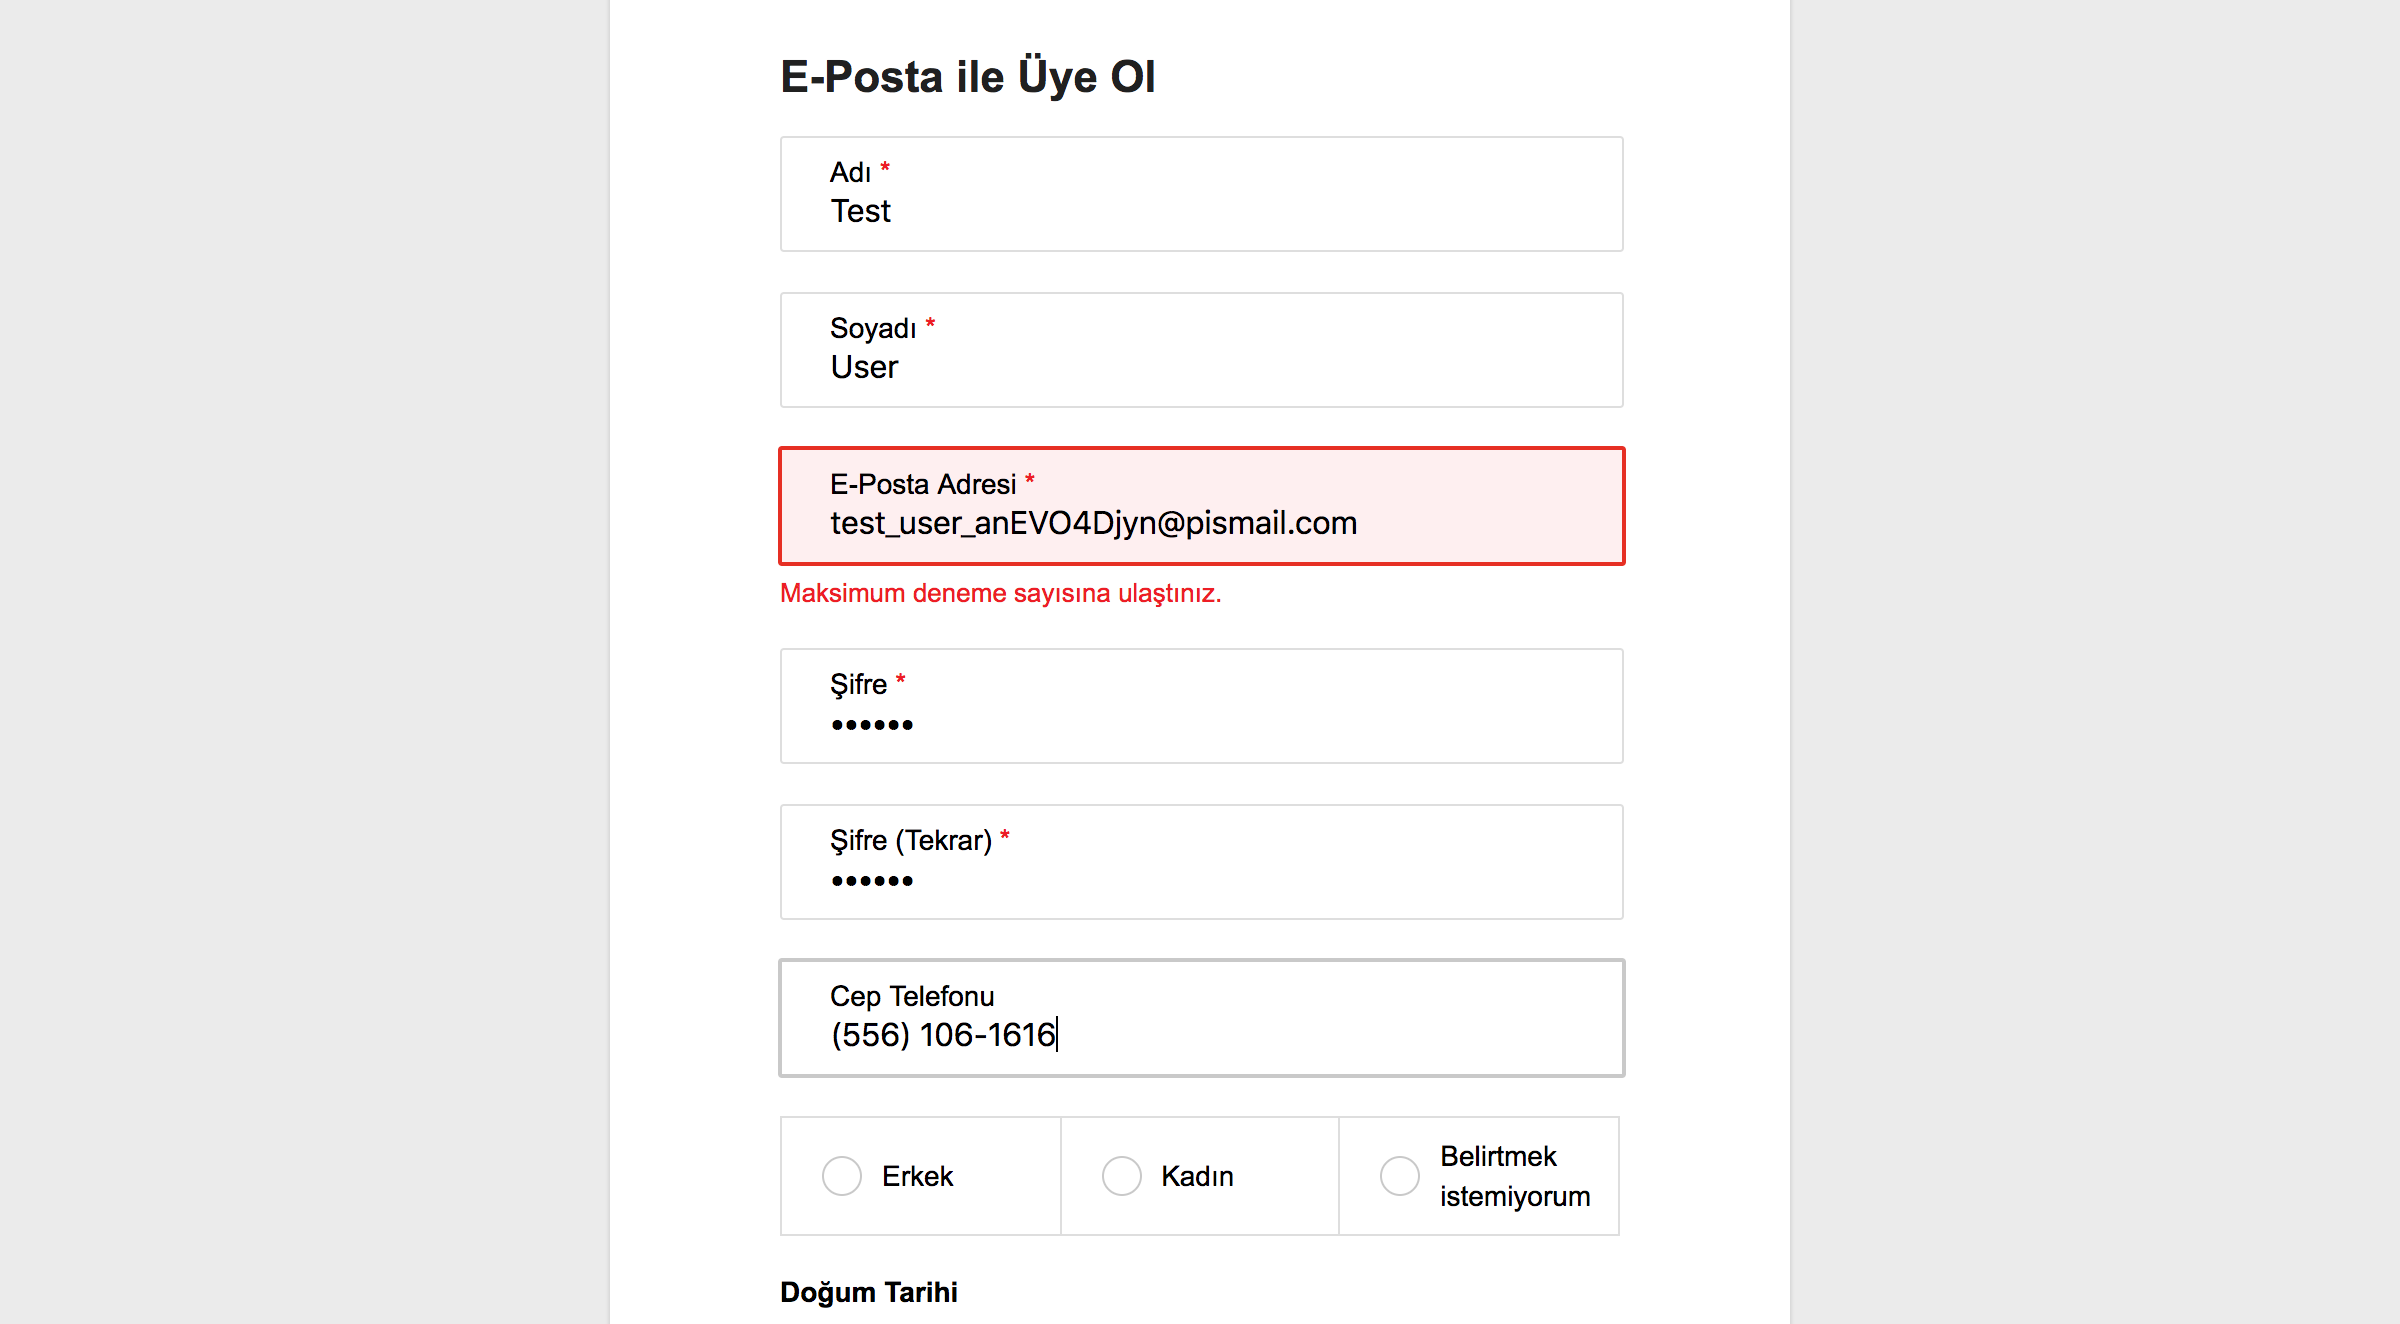 E-Posta ile Üye Ol
Adı *
Test
Soyadı *
User
E-Posta Adresi *
test_user_anEVO4Djyn@pismail.com
Maksimum deneme sayısına ulaştınız.
Şifre *
••••••
Şifre (Tekrar) *
••••••
Cep Telefonu
(556) 106-1616
Erkek
Kadın
Belirtmek
istemiyorum
Doğum Tarihi